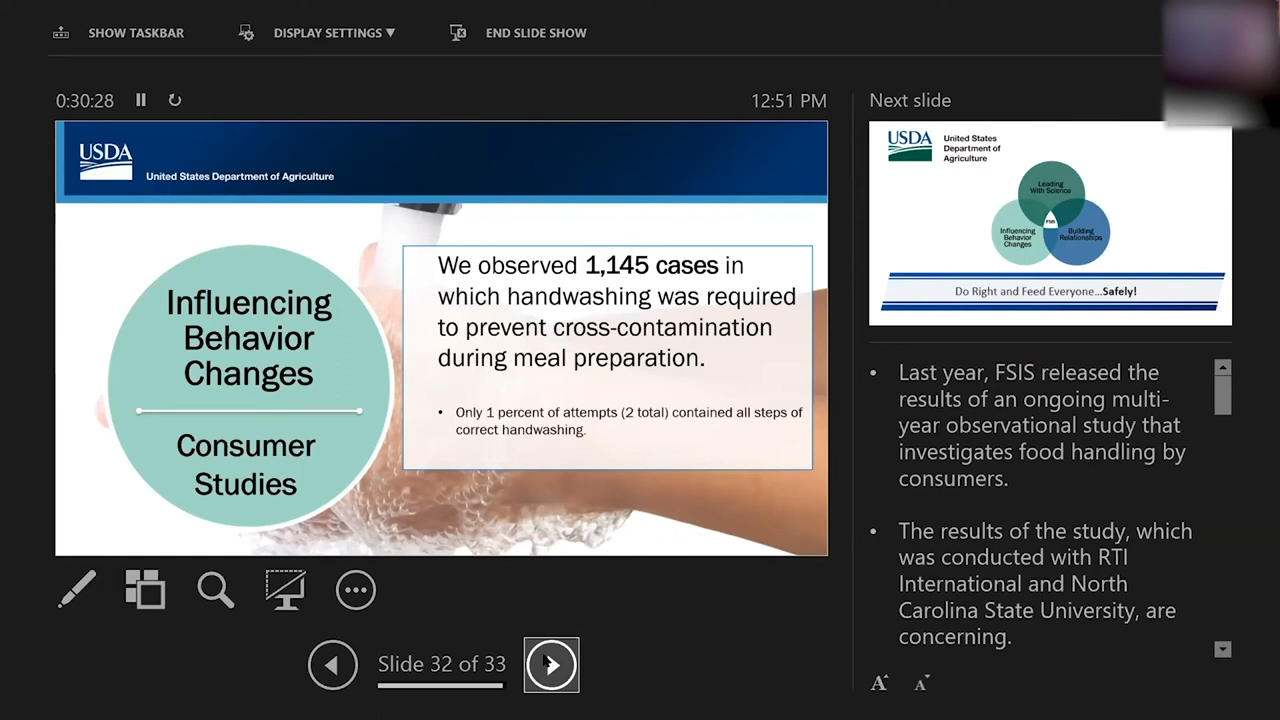 SHOW TASKBAR
DISPLAY SETTINGS ▼
END SLIDE SHOW
0:30:28
12:51 PM
USDA
United States Department of Agriculture
Influencing
Behavior
Changes
Consumer
Studies
We observed 1,145 cases in
which handwashing was required
to prevent cross-contamination
during meal preparation.
• Only 1 percent of attempts (2 total) contained all steps of
correct handwashing.
Slide 32 of 33
Next slide
USDA
United States
Department of
Agriculture
Leading
With Science
FSIS
Influencing
Behavior
Changes
Building
Relationships
Do Right and Feed Everyone...Safely!
• Last year, FSIS released the
results of an ongoing multi-
year observational study that
investigates food handling by
consumers.
• The results of the study, which
was conducted with RTI
International and North
Carolina State University, are
concerning.
A A